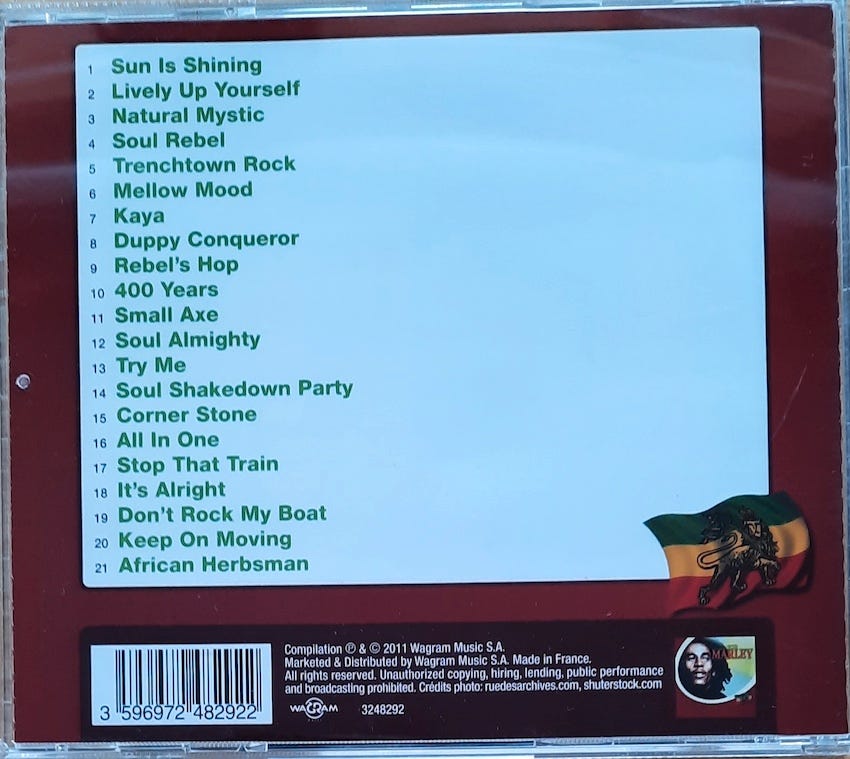 1 Sun Is Shining
2 Lively Up Yourself
3 Natural Mystic
4 Soul Rebel
5 Trenchtown Rock
6 Mellow Mood
7 Kaya
8 Duppy Conqueror
9 Rebel's Hop
10 400 Years
11 Small Axe
12 Soul Almighty
13 Try Me
14 Soul Shakedown Party
15 Corner Stone
16 All In One
17 Stop That Train
18 It's Alright
19 Don't Rock My Boat
20 Keep On Moving
21 African Herbsman
Compilation ℗ & © 2011 Wagram Music S.A.
Marketed & Distributed by Wagram Music S.A. Made in France.
All rights reserved. Unauthorized copying, hiring, lending, public performance
and broadcasting prohibited. Crédits photo: ruedesarchives.com, shuterstock.com
WAGRAM 3248292
3 596972 482922
MARLEY